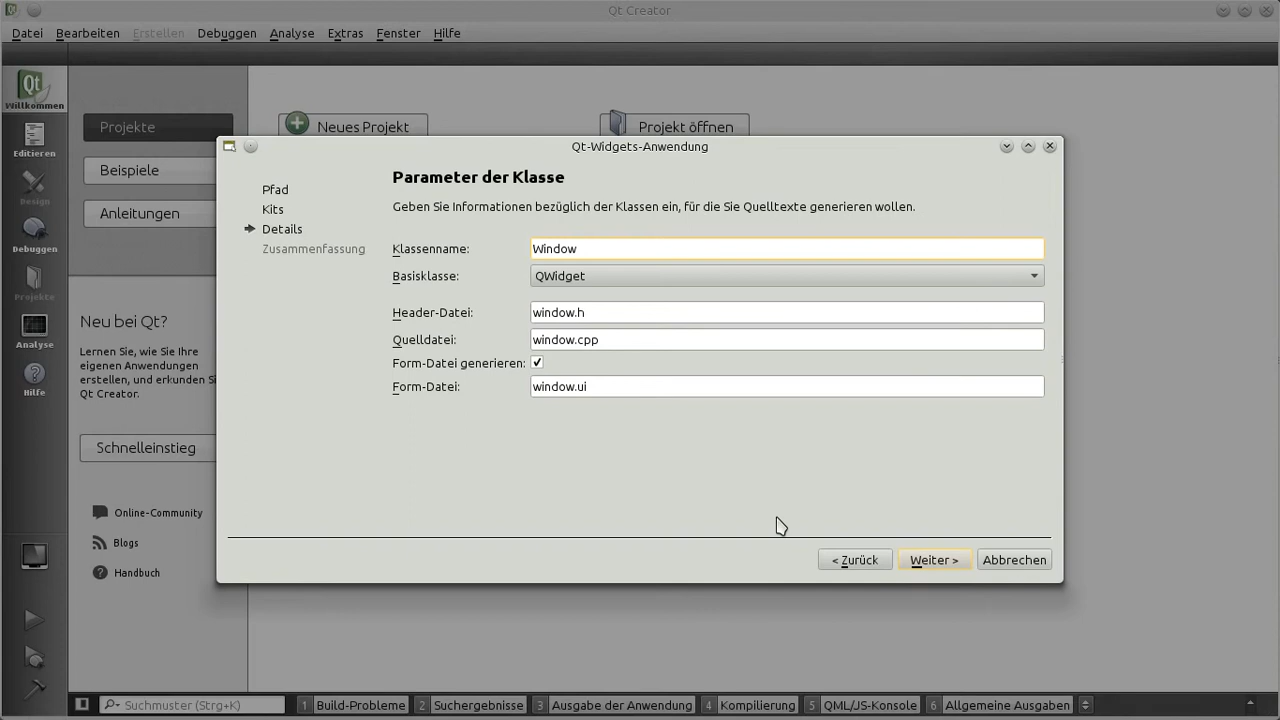 Qt Creator
Datei Bearbeiten Erstellen Debuggen Analyse Extras Fenster Hilfe
Qt
Willkommen
Editieren
Design
Debuggen
Projekte
Analyse
Hilfe
Projekte
Beispiele
Anleitungen
Neu bei Qt?
Lernen Sie, wie Sie Ihre
eigenen Anwendungen
erstellen, und erkunden S
Qt Creator.
Schnelleinstieg
Online-Community
Blogs
Handbuch
Neues Projekt
Projekt öffnen
Qt-Widgets-Anwendung
Pfad
Kits
Details
Zusammenfassung
Parameter der Klasse
Geben Sie Informationen bezüglich der Klassen ein, für die Sie Quelltexte generieren wollen.
Klassenname: Window
Basisklasse: QWidget
Header-Datei: window.h
Quelldatei: window.cpp
Form-Datei generieren:
Form-Datei: window.ui
< Zurück Weiter > Abbrechen
Suchmuster (Strg+K) 1 Build-Probleme 2 Suchergebnisse 3 Ausgabe der Anwendung 4 Kompilierung 5 QML/JS-Konsole 6 Allgemeine Ausgaben